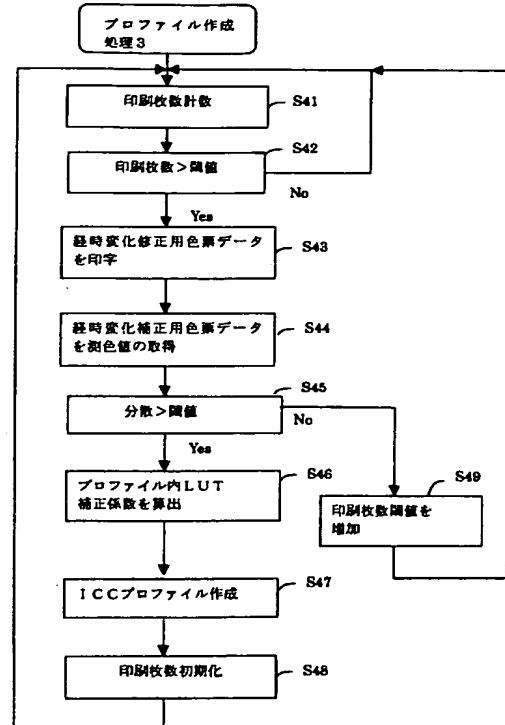 プロファイル作成
処理3
印刷枚数計数
S41
印刷枚数>閾値
S42
No
Yes
経時変化修正用色票データ
を印字
S43
経時変化補正用色票データ
を測色値の取得
S44
分散>閾値
S45
No
Yes
プロファイル内LUT
補正係数を算出
S46
印刷枚数閾値を
増加
S49
ICCプロファイル作成
S47
印刷枚数初期化
S48